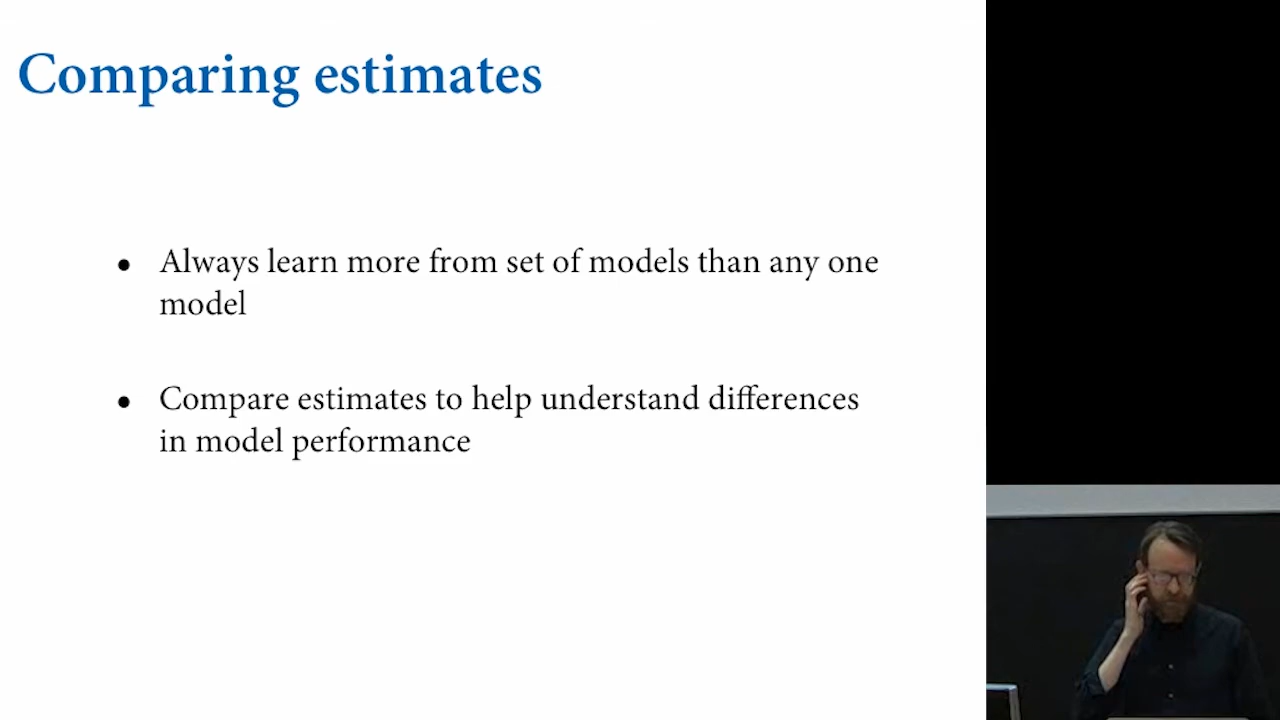 Comparing estimates
• Always learn more from set of models than any one
model
• Compare estimates to help understand differences
in model performance